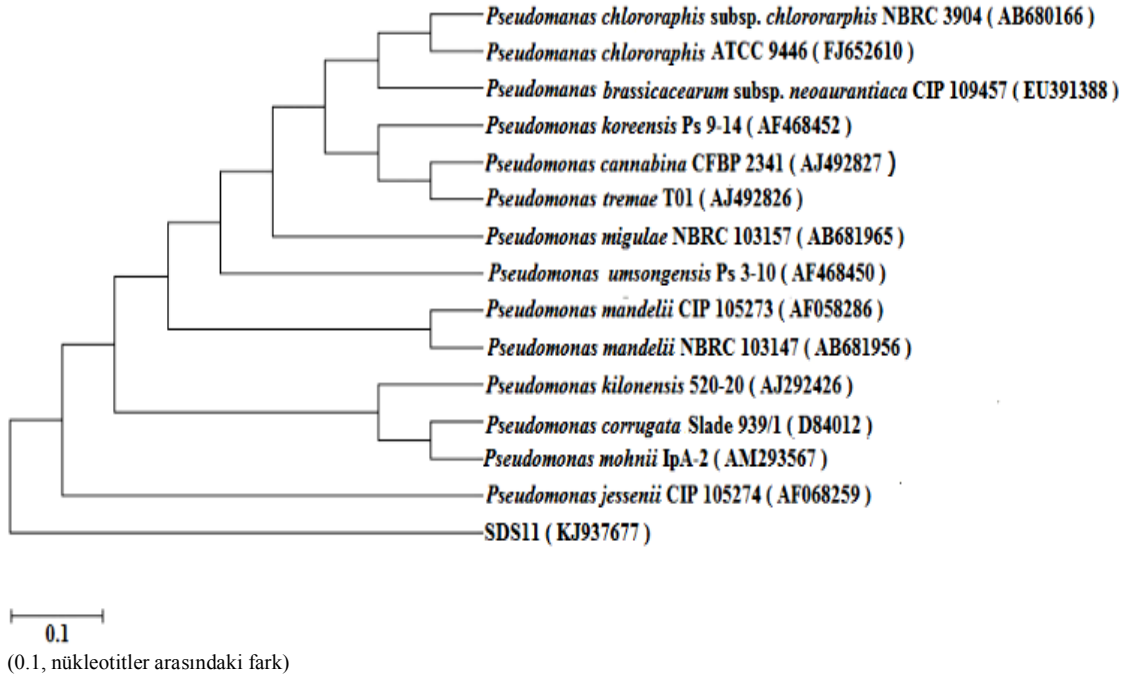 Pseudomanas chlororaphis subsp. chlororarphis NBRC 3904 ( AB680166 )
Pseudomanas chlororaphis ATCC 9446 ( FJ652610 )
Pseudomanas brassicacearum subsp. neoaurantiaca CIP 109457 ( EU391388 )
Pseudomonas koreensis Ps 9-14 ( AF468452 )
Pseudomonas cannabina CFBP 2341 ( AJ492827 )
Pseudomonas tremae T01 ( AJ492826 )
Pseudomonas migulae NBRC 103157 ( AB681965 )
Pseudomonas umsongensis Ps 3-10 ( AF468450 )
Pseudomonas mandelii CIP 105273 ( AF058286 )
Pseudomonas mandelii NBRC 103147 ( AB681956 )
Pseudomonas kilonensis 520-20 ( AJ292426 )
Pseudomonas corrugata Slade 939/1 ( D84012 )
Pseudomonas mohnii IpA-2 ( AM293567 )
Pseudomonas jessenii CIP 105274 ( AF068259 )
SDS11 ( KJ937677 )
0.1
(0.1, nükleotitler arasındaki fark)